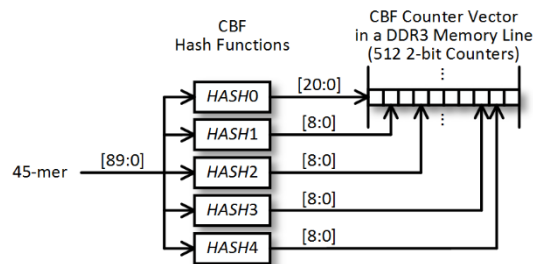 CBF
Hash Functions
CBF Counter Vector
in a DDR3 Memory Line
(512 2-bit Counters)
HASH0
[20:0]
HASH1
[8:0]
45-mer
[89:0]
HASH2
[8:0]
HASH3
[8:0]
HASH4
[8:0]